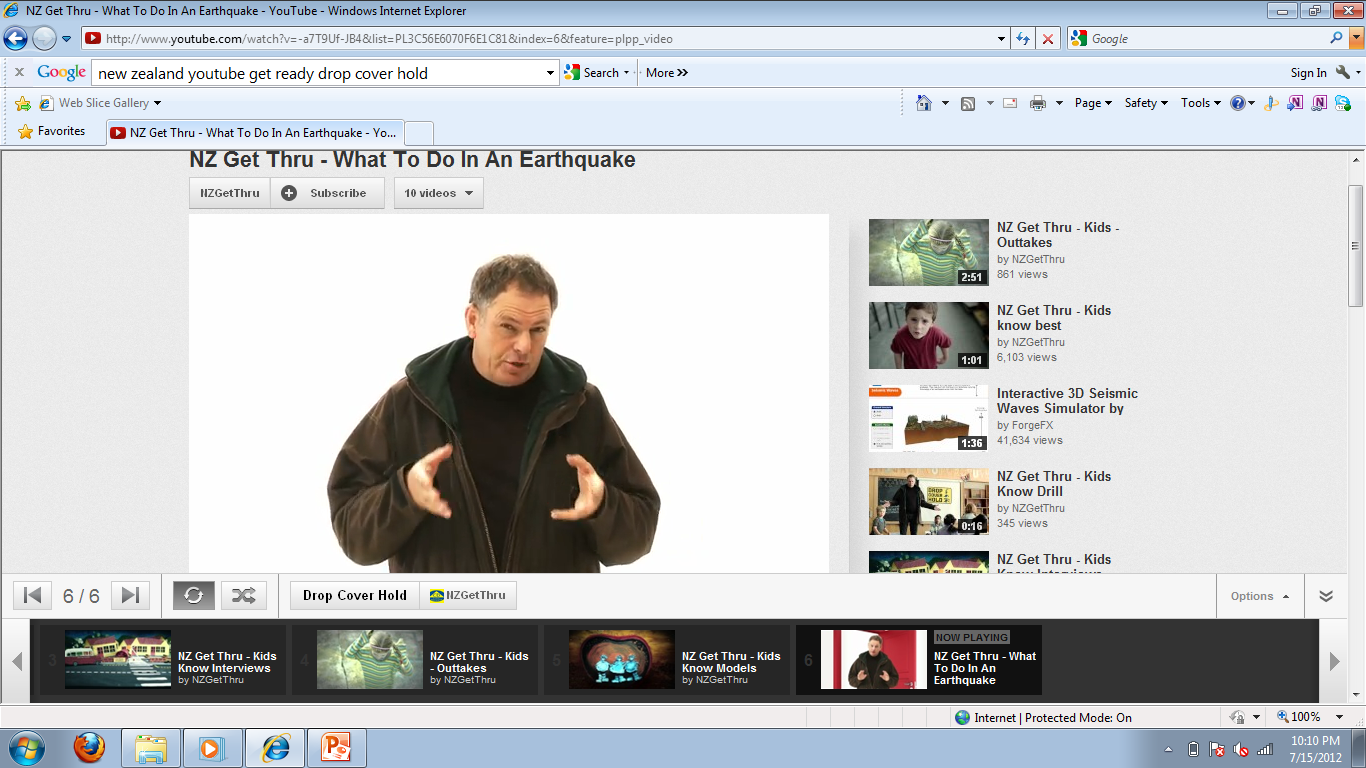 NZ Get Thru - What To Do In An Earthquake - YouTube - Windows Internet Explorer
http://www.youtube.com/watch?v=-a7T9Uf-JB4&list=PL3C56E6070F6E1C81&index=6&feature=plpp_video
Google
x Google new zealand youtube get ready drop cover hold Search More >> Sign In
Web Slice Gallery Page Safety Tools
Favorites NZ Get Thru - What To Do In An Earthquake - Yo...
NZ Get Thru - What To Do In An Earthquake
NZGetThru Subscribe 10 videos
NZ Get Thru - Kids -
Outtakes
by NZGetThru
861 views
2:51
NZ Get Thru - Kids
know best
by NZGetThru
6,103 views
1:01
Interactive 3D Seismic
Waves Simulator by
by ForgeFX
41,634 views
1:36
NZ Get Thru - Kids
Know Drill
by NZGetThru
345 views
DROP
COVER
HOLD
0:16
NZ Get Thru - Kids
Know Interviews
6 / 6 Drop Cover Hold NZGetThru Options
3
NZ Get Thru - Kids
Know Interviews
by NZGetThru
4
NZ Get Thru - Kids
- Outtakes
by NZGetThru
5
NZ Get Thru - Kids
Know Models
by NZGetThru
6
NOW PLAYING
NZ Get Thru - What
To Do In An
Earthquake
Internet | Protected Mode: On 100%
10:10 PM
7/15/2012